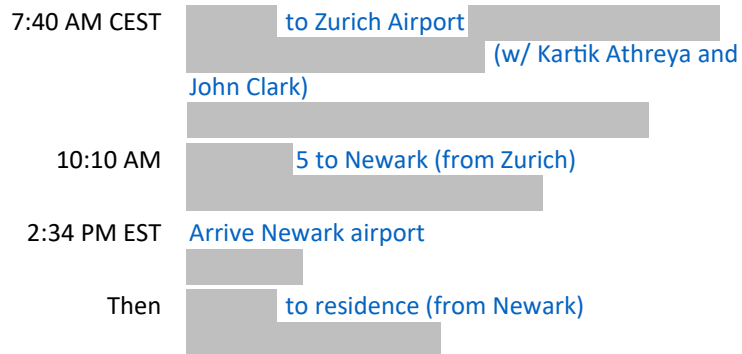 7:40 AM CEST to Zurich Airport
(w/ Kartik Athreya and
John Clark)
10:10 AM 5 to Newark (from Zurich)
2:34 PM EST Arrive Newark airport
Then to residence (from Newark)